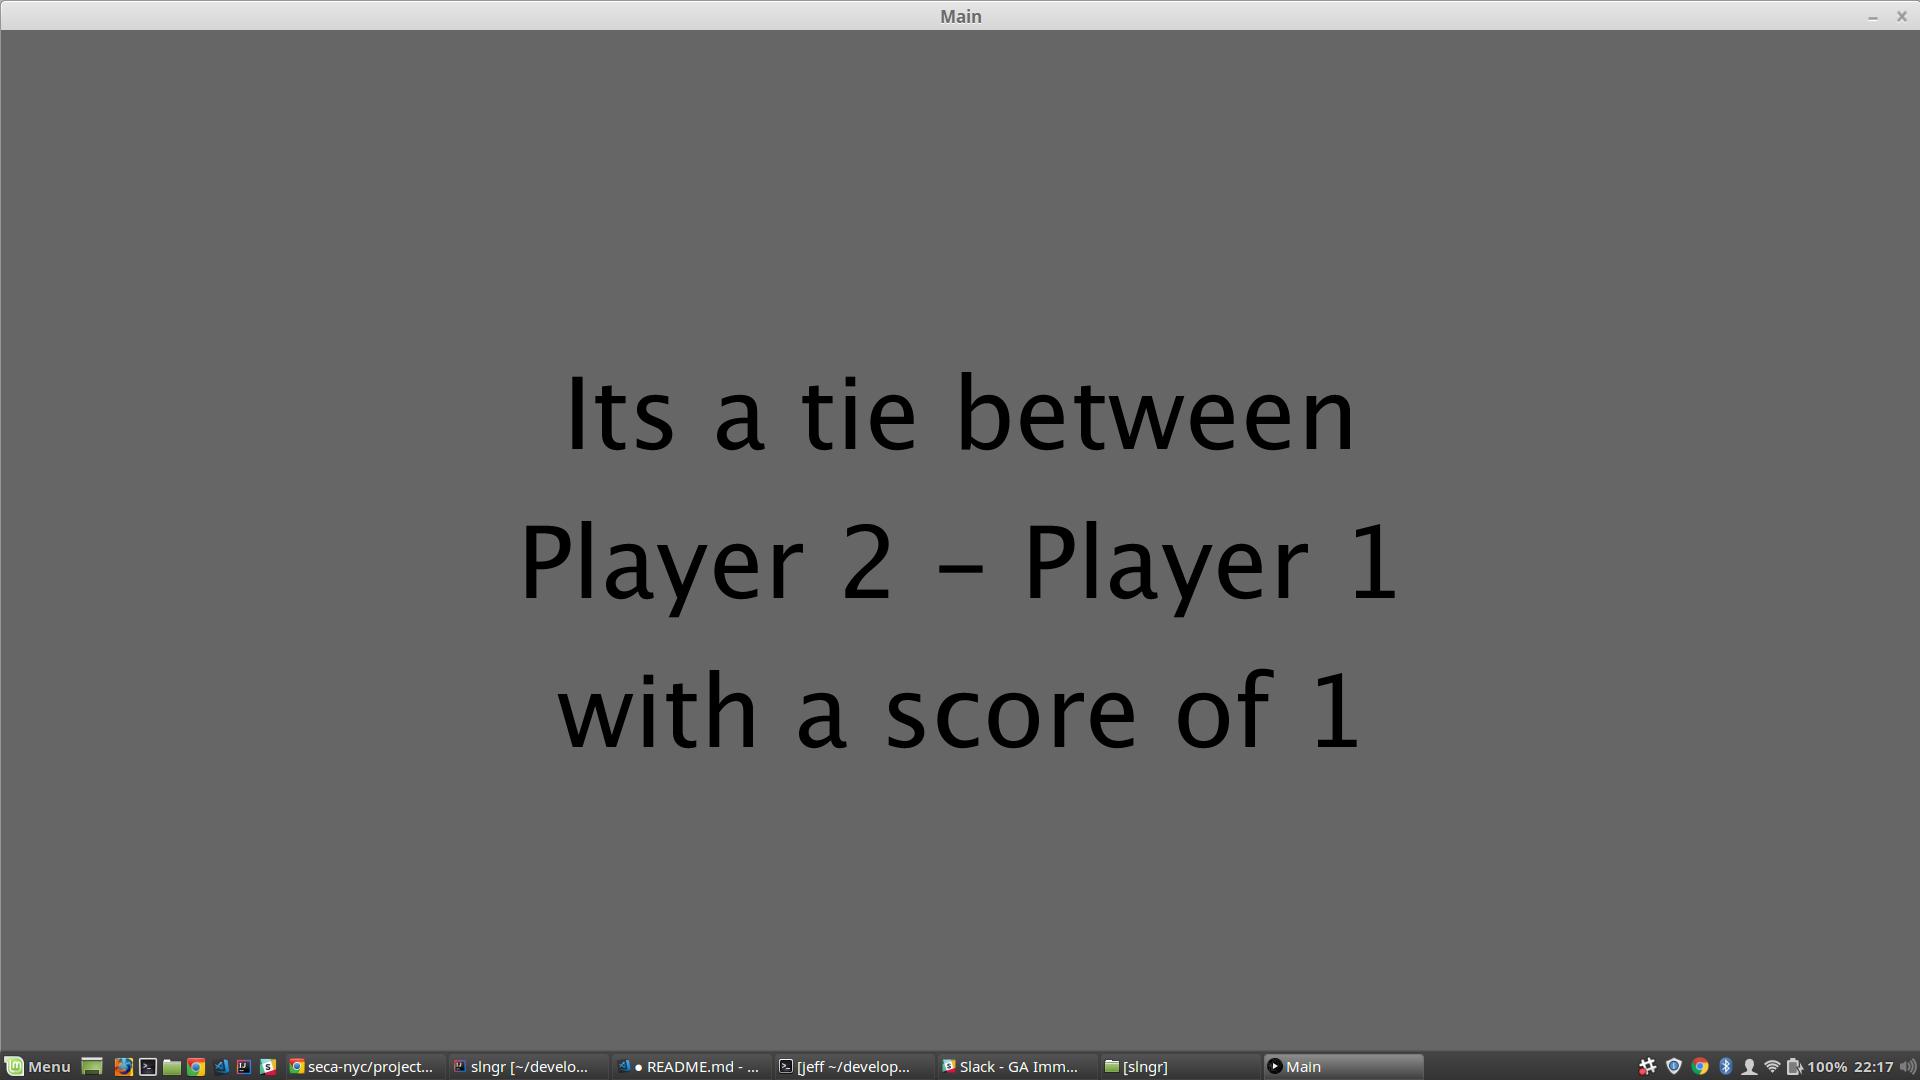 Main
Its a tie between
Player 2 - Player 1
with a score of 1
Menu
seca-nyc/project...
slngr [~/develo...
● README.md - ...
[jeff ~/develop...
Slack - GA Imm...
[slngr]
Main
100%
22:17